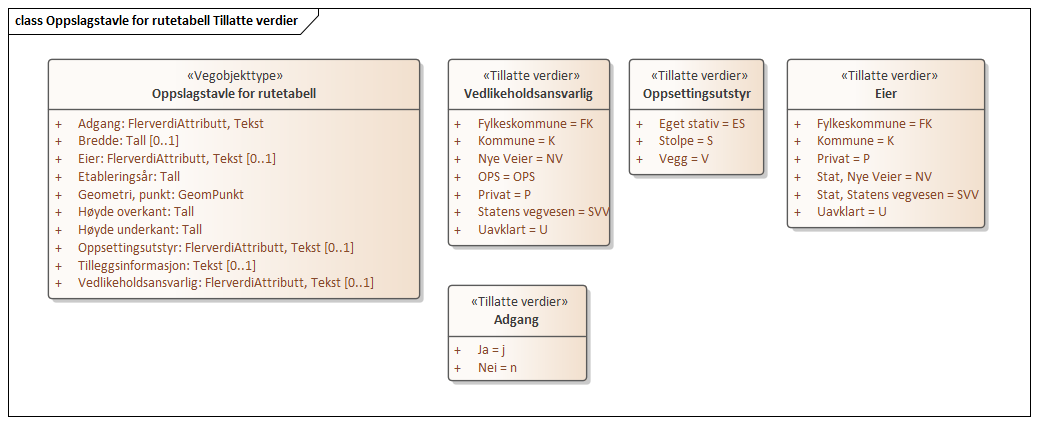 class Oppslagstavle for rutetabell Tillatte verdier
«Vegobjekttype»
Oppslagstavle for rutetabell
+ Adgang: FlerverdiAttributt, Tekst
+ Bredde: Tall [0..1]
+ Eier: FlerverdiAttributt, Tekst [0..1]
+ Etableringsår: Tall
+ Geometri, punkt: GeomPunkt
+ Høyde overkant: Tall
+ Høyde underkant: Tall
+ Oppsettingsutstyr: FlerverdiAttributt, Tekst [0..1]
+ Tilleggsinformasjon: Tekst [0..1]
+ Vedlikeholdsansvarlig: FlerverdiAttributt, Tekst [0..1]
«Tillatte verdier»
Vedlikeholdsansvarlig
+ Fylkeskommune = FK
+ Kommune = K
+ Nye Veier = NV
+ OPS = OPS
+ Privat = P
+ Statens vegvesen = SVV
+ Uavklart = U
«Tillatte verdier»
Oppsettingsutstyr
+ Eget stativ = ES
+ Stolpe = S
+ Vegg = V
«Tillatte verdier»
Eier
+ Fylkeskommune = FK
+ Kommune = K
+ Privat = P
+ Stat, Nye Veier = NV
+ Stat, Statens vegvesen = SVV
+ Uavklart = U
«Tillatte verdier»
Adgang
+ Ja = j
+ Nei = n